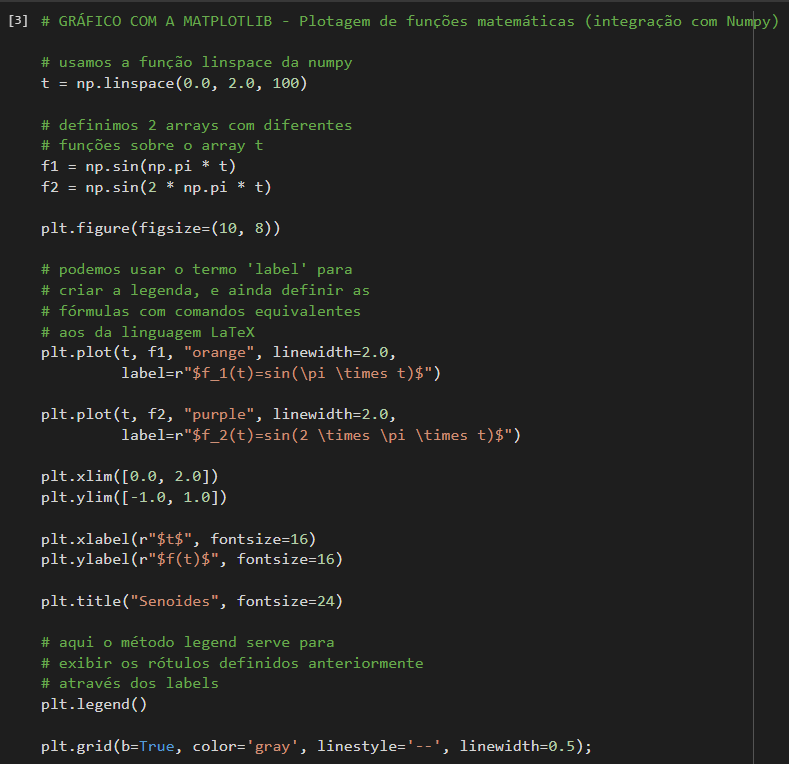 [3] # GRÁFICO COM A MATPLOTLIB - Plotagem de funções matemáticas (integração com Numpy)
# usamos a função linspace da numpy
t = np.linspace(0.0, 2.0, 100)
# definimos 2 arrays com diferentes
# funções sobre o array t
f1 = np.sin(np.pi * t)
f2 = np.sin(2 * np.pi * t)
plt.figure(figsize=(10, 8))
# podemos usar o termo 'label' para
# criar a legenda, e ainda definir as
# fórmulas com comandos equivalentes
# aos da linguagem LaTeX
plt.plot(t, f1, "orange", linewidth=2.0,
label=r"$f_1(t)=sin(\pi \times t)$")
plt.plot(t, f2, "purple", linewidth=2.0,
label=r"$f_2(t)=sin(2 \times \pi \times t)$")
plt.xlim([0.0, 2.0])
plt.ylim([-1.0, 1.0])
plt.xlabel(r"$t$", fontsize=16)
plt.ylabel(r"$f(t)$", fontsize=16)
plt.title("Senoides", fontsize=24)
# aqui o método legend serve para
# exibir os rótulos definidos anteriormente
# através dos labels
plt.legend()
plt.grid(b=True, color='gray', linestyle='--', linewidth=0.5);